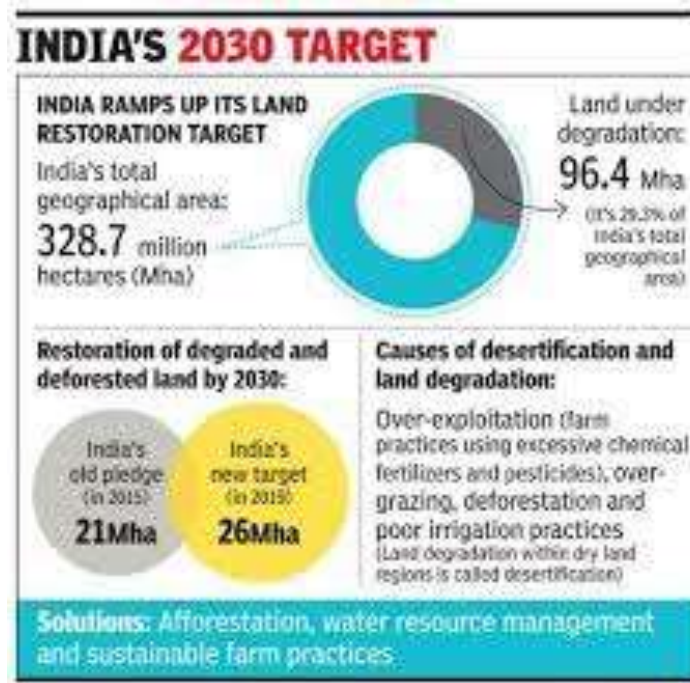 INDIA'S 2030 TARGET
INDIA RAMPS UP ITS LAND
RESTORATION TARGET
India's total
geographical area:
328.7 million
hectares (Mha)
Land under
degradation:
96.4 Mha
(It's 29.3% of
India's total
geographical
area)
Restoration of degraded and
deforested land by 2030:
India's
old pledge
(in 2015)
21Mha
India's
new target
(in 2019)
26Mha
Causes of desertification and
land degradation:
Over-exploitation (farm
practices using excessive chemical
fertilizers and pesticides), over-
grazing, deforestation and
poor irrigation practices
(Land degradation within dry land
regions is called desertification)
Solutions: Afforestation, water resource management
and sustainable farm practices